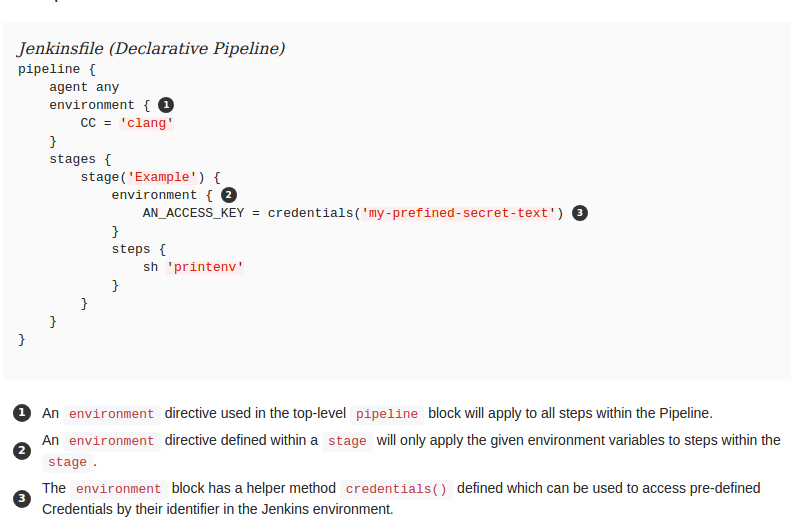 Jenkinsfile (Declarative Pipeline)
pipeline {
    agent any
    environment { 1
        CC = 'clang'
    }
    stages {
        stage('Example') {
            environment { 2
                AN_ACCESS_KEY = credentials('my-prefined-secret-text') 3
            }
            steps {
                sh 'printenv'
            }
        }
    }
}
1 An environment directive used in the top-level pipeline block will apply to all steps within the Pipeline.
2 An environment directive defined within a stage will only apply the given environment variables to steps within the
stage .
3 The environment block has a helper method credentials() defined which can be used to access pre-defined
Credentials by their identifier in the Jenkins environment.